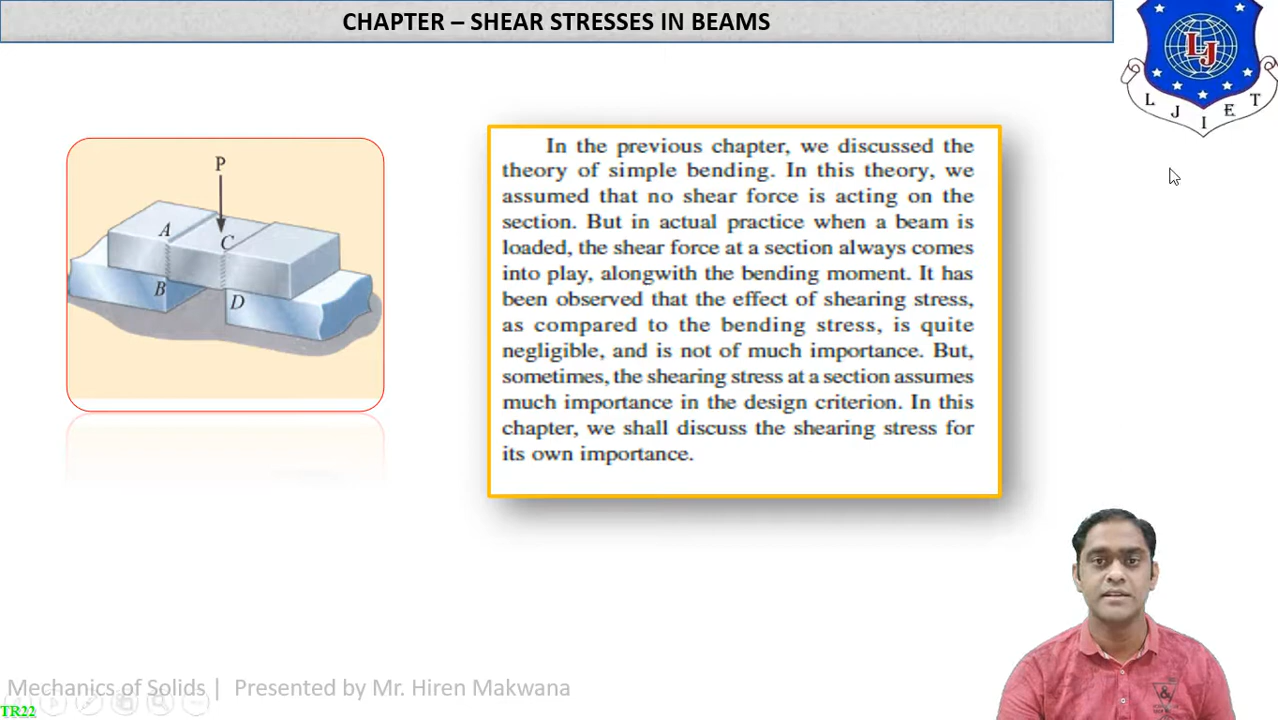 CHAPTER – SHEAR STRESSES IN BEAMS
LJ
L J I E T
P
A
C
B
D
In the previous chapter, we discussed the
theory of simple bending. In this theory, we
assumed that no shear force is acting on the
section. But in actual practice when a beam is
loaded, the shear force at a section always comes
into play, alongwith the bending moment. It has
been observed that the effect of shearing stress,
as compared to the bending stress, is quite
negligible, and is not of much importance. But,
sometimes, the shearing stress at a section assumes
much importance in the design criterion. In this
chapter, we shall discuss the shearing stress for
its own importance.
Mechanics of Solids | Presented by Mr. Hiren Makwana
TR22